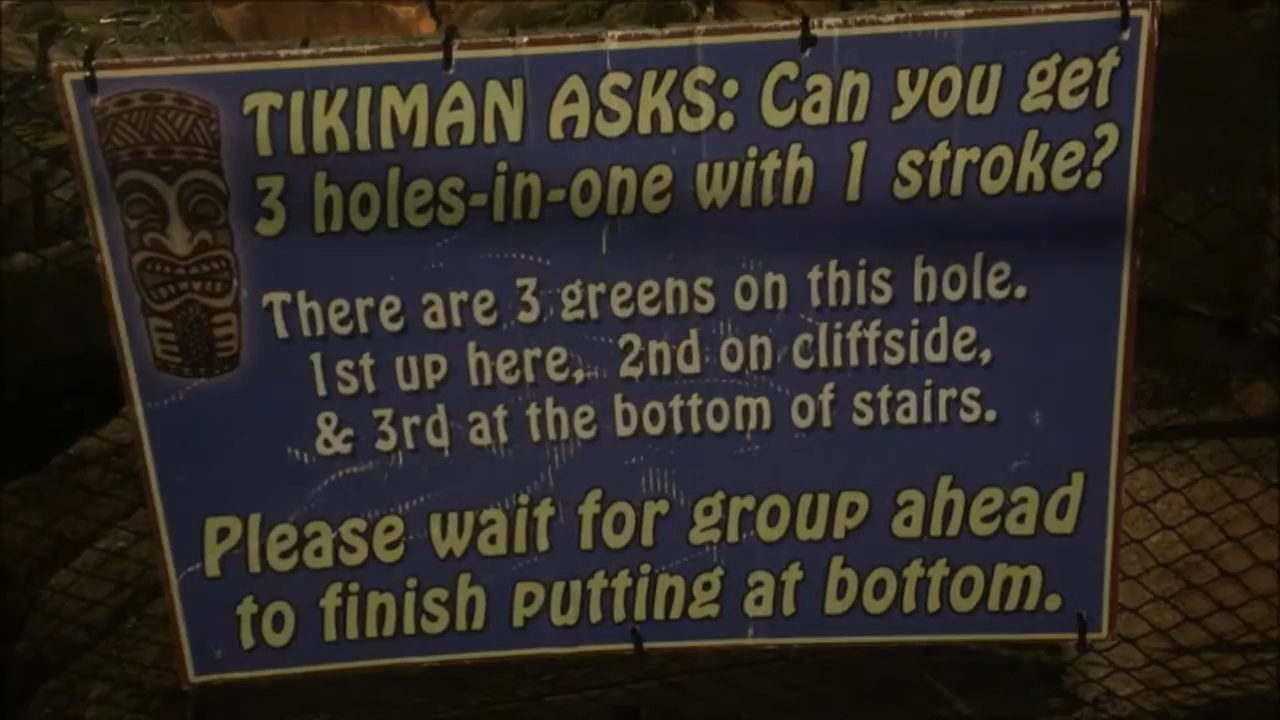 TIKIMAN ASKS: Can you get
3 holes-in-one with 1 stroke?
There are 3 greens on this hole.
1st up here, 2nd on cliffside,
& 3rd at the bottom of stairs.
Please wait for group ahead
to finish putting at bottom.